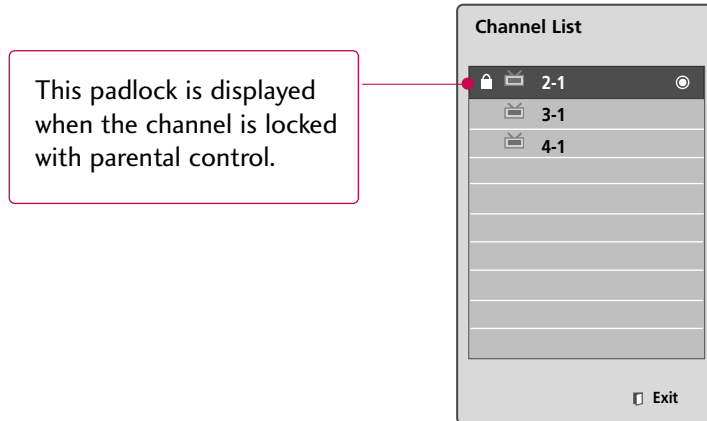 Channel List
This padlock is displayed
when the channel is locked
with parental control.
2-1
3-1
4-1
Exit